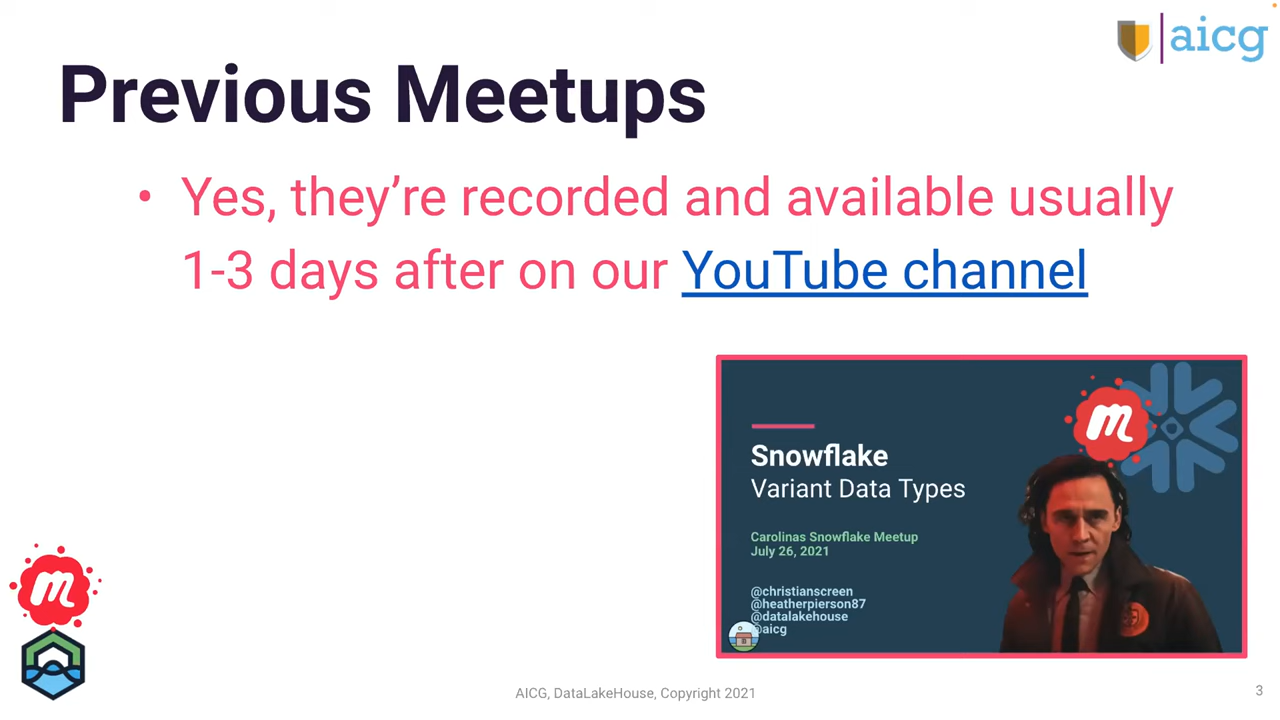 aicg
Previous Meetups
• Yes, they’re recorded and available usually
1-3 days after on our YouTube channel
m
Snowflake
Variant Data Types
Carolinas Snowflake Meetup
July 26, 2021
@christianscreen
@heatherpierson87
@datalakehouse
@aicg
m
AICG, DataLakeHouse, Copyright 2021
3